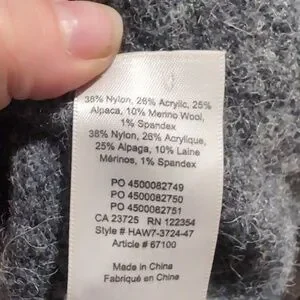 38% Nylon, 26% Acrylic, 25%
Alpaca, 10% Merino Wool,
1% Spandex
38% Nylon, 26% Acrylique,
25% Alpaga, 10% Laine
Mérinos, 1% Spandex
PO 4500082749
PO 4500082750
PO 4500082751
CA 23725 RN 122354
Style # HAW7-3724-47
Article # 67100
Made in China
Fabriqué en China